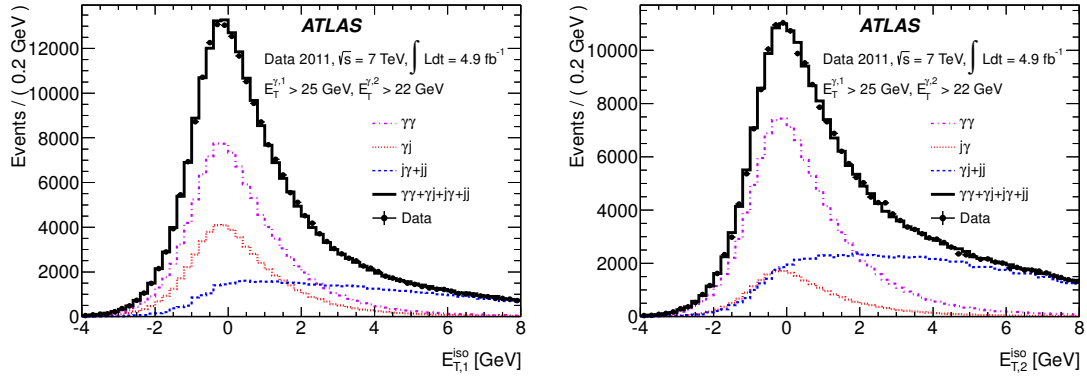 ATLAS
Data 2011, √s = 7 TeV, ∫ Ldt = 4.9 fb⁻¹
E_T^{γ,1} > 25 GeV, E_T^{γ,2} > 22 GeV
γγ
γj
jγ+jj
γγ+γj+jγ+jj
Data
Events / ( 0.2 GeV )
12000
10000
8000
6000
4000
2000
0
-4 -2 0 2 4 6 8
E_{T,1}^{iso} [GeV]
ATLAS
Data 2011, √s = 7 TeV, ∫ Ldt = 4.9 fb⁻¹
E_T^{γ,1} > 25 GeV, E_T^{γ,2} > 22 GeV
γγ
jγ
γj+jj
γγ+γj+jγ+jj
Data
Events / ( 0.2 GeV )
10000
8000
6000
4000
2000
0
-4 -2 0 2 4 6 8
E_{T,2}^{iso} [GeV]